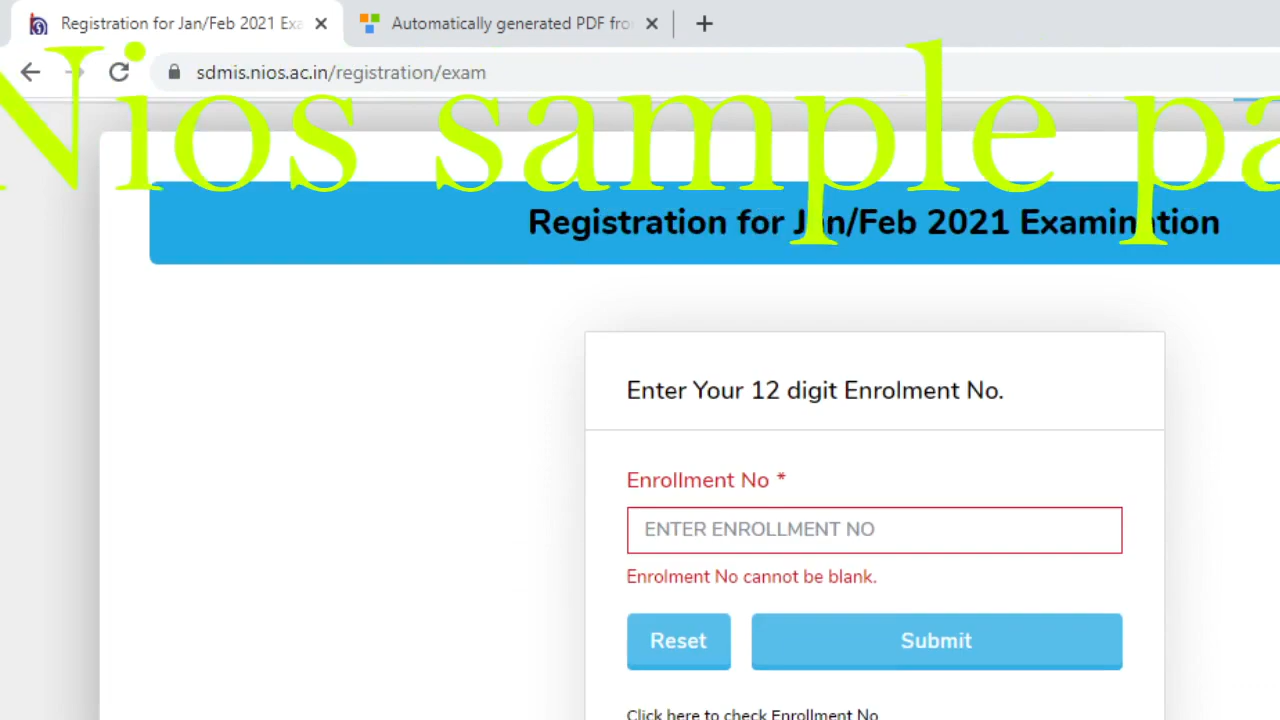 Registration for Jan/Feb 2021 Exa
Automatically generated PDF fro
sdmis.nios.ac.in/registration/exam
Nios sample pa
Registration for Jan/Feb 2021 Examination
Enter Your 12 digit Enrolment No.
Enrollment No *
ENTER ENROLLMENT NO
Enrolment No cannot be blank.
Reset Submit
Click here to check Enrollment No